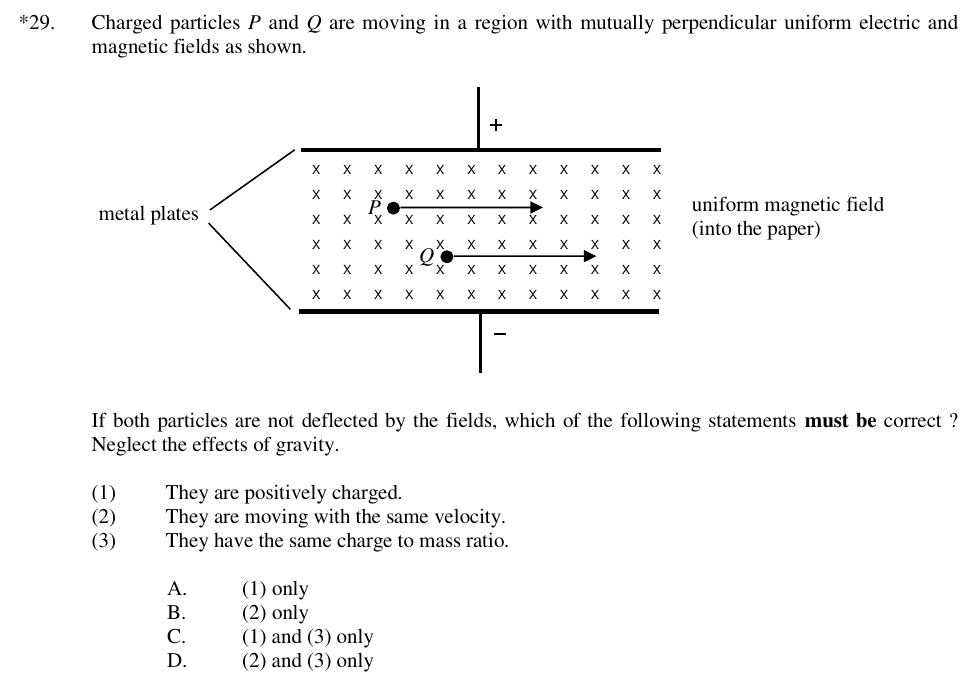 *29. Charged particles P and Q are moving in a region with mutually perpendicular uniform electric and
magnetic fields as shown.
+
x x x x x x x x x x x x
x x x x x x x x x x x x
P
metal plates
uniform magnetic field
(into the paper)
x x x x x x x x x x x x
x x x x x x x x x x x x
Q
x x x x x x x x x x x x
x x x x x x x x x x x x
−
If both particles are not deflected by the fields, which of the following statements must be correct ?
Neglect the effects of gravity.
(1) They are positively charged.
(2) They are moving with the same velocity.
(3) They have the same charge to mass ratio.
A. (1) only
B. (2) only
C. (1) and (3) only
D. (2) and (3) only